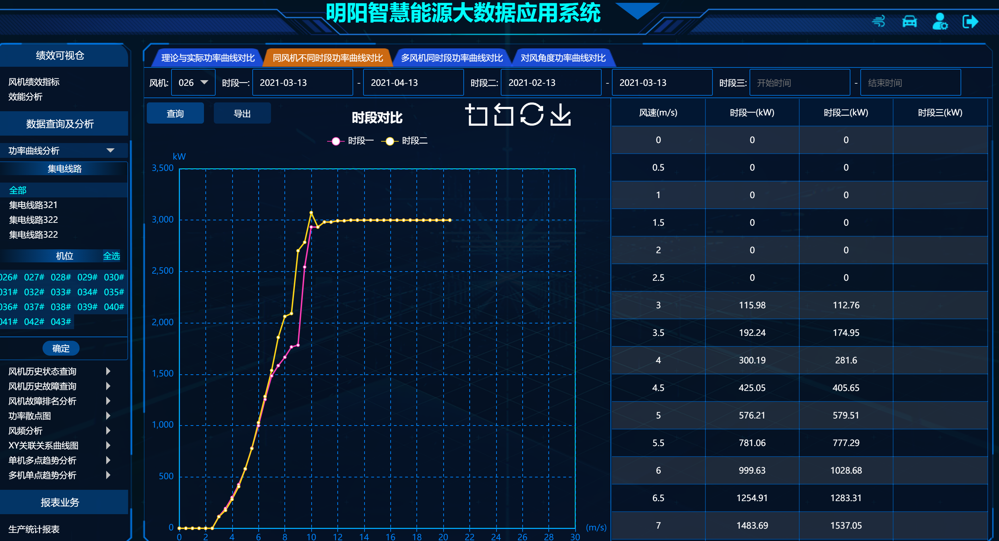 明阳智慧能源大数据应用系统
绩效可视仓
风机绩效指标
效能分析
数据查询及分析
功率曲线分析
集电线路
全部
集电线路321
集电线路322
集电线路322
机位 全选
026# 027# 028# 029# 030#
031# 032# 033# 034# 035#
036# 037# 038# 039# 040#
041# 042# 043#
确定
风机历史状态查询
风机历史故障查询
风机故障排名分析
功率散点图
风频分析
XY关联关系曲线图
单机多点趋势分析
多机单点趋势分析
报表业务
生产统计报表
理论与实际功率曲线对比 同风机不同时段功率曲线对比 多风机同时段功率曲线对比 对风角度功率曲线对比
风机: 026 时段一: 2021-03-13 - 2021-04-13 时段二: 2021-02-13 - 2021-03-13 时段三: 开始时间 - 结束时间
查询 导出 时段对比
时段一 时段二
kW
3,500
3,000
2,500
2,000
1,500
1,000
500
0
0 2 4 6 8 10 12 14 16 18 20 22 24 26 28 30
(m/s)
风速(m/s) 时段一(kW) 时段二(kW) 时段三(kW)
0 0 0
0.5 0 0
1 0 0
1.5 0 0
2 0 0
2.5 0 0
3 115.98 112.76
3.5 192.24 174.95
4 300.19 281.6
4.5 425.05 405.65
5 576.21 579.51
5.5 781.06 777.29
6 999.63 1028.68
6.5 1254.91 1283.31
7 1483.69 1537.05